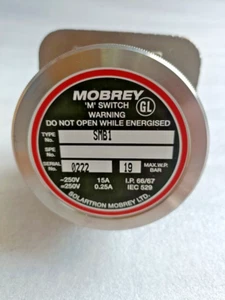 MOBREY
'M' SWITCH GL
WARNING
DO NOT OPEN WHILE ENERGISED
TYPE No. SMB1
SPE No.
SERIAL No. 0222 19 MAX.W.P. BAR
~250V 15A I.P. 66/67
=250V 0.25A IEC 529
SOLARTRON MOBREY LTD.